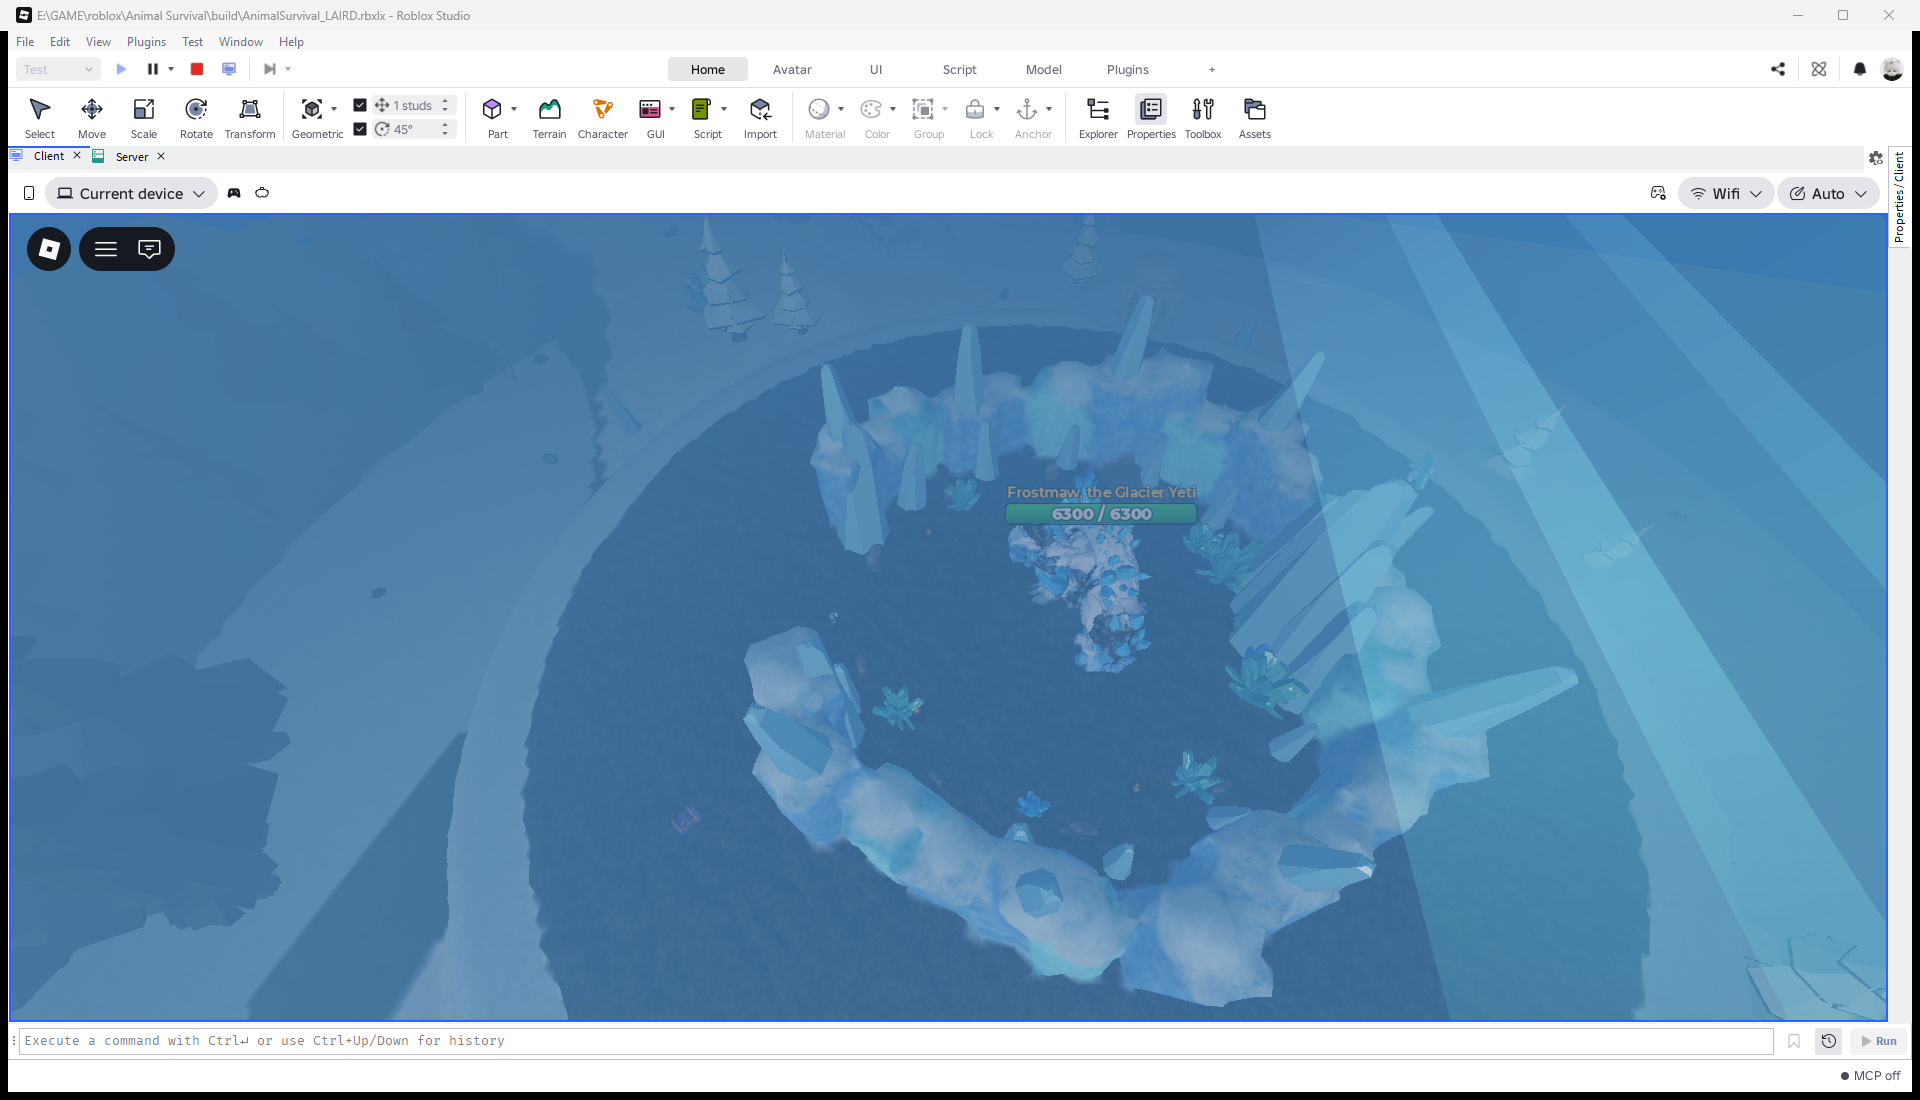 E:\GAME\roblox\Animal Survival\build\AnimalSurvival_LAIRD.rbxlx - Roblox Studio
File Edit View Plugins Test Window Help
Test
Home Avatar UI Script Model Plugins +
1 studs
45°
Select Move Scale Rotate Transform Geometric Part Terrain Character GUI Script Import Material Color Group Lock Anchor Explorer Properties Toolbox Assets
Client Server
Properties / Client
Current device
Wifi
Auto
Frostmaw, the Glacier Yeti
6300 / 6300
Execute a command with Ctrl↵ or use Ctrl+Up/Down for history
Run
MCP off